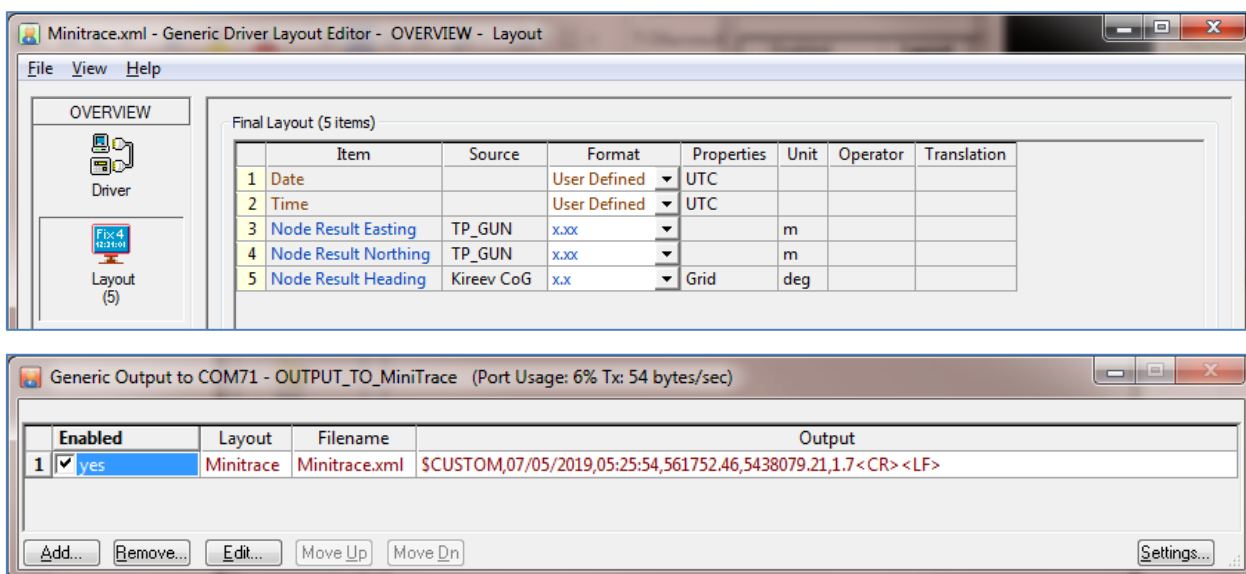 Minitrace.xml - Generic Driver Layout Editor - OVERVIEW - Layout
File View Help
OVERVIEW
Driver
Fix 4
12:31:01
Layout
(5)
Final Layout (5 items)
Item Source Format Properties Unit Operator Translation
1 Date User Defined UTC
2 Time User Defined UTC
3 Node Result Easting TP_GUN x.xx m
4 Node Result Northing TP_GUN x.xx m
5 Node Result Heading Kireev CoG x.x Grid deg
Generic Output to COM71 - OUTPUT_TO_MiniTrace (Port Usage: 6% Tx: 54 bytes/sec)
Enabled Layout Filename Output
1 yes Minitrace Minitrace.xml $CUSTOM,07/05/2019,05:25:54,561752.46,5438079.21,1.7<CR><LF>
Add... Remove... Edit... Move Up Move Dn Settings...